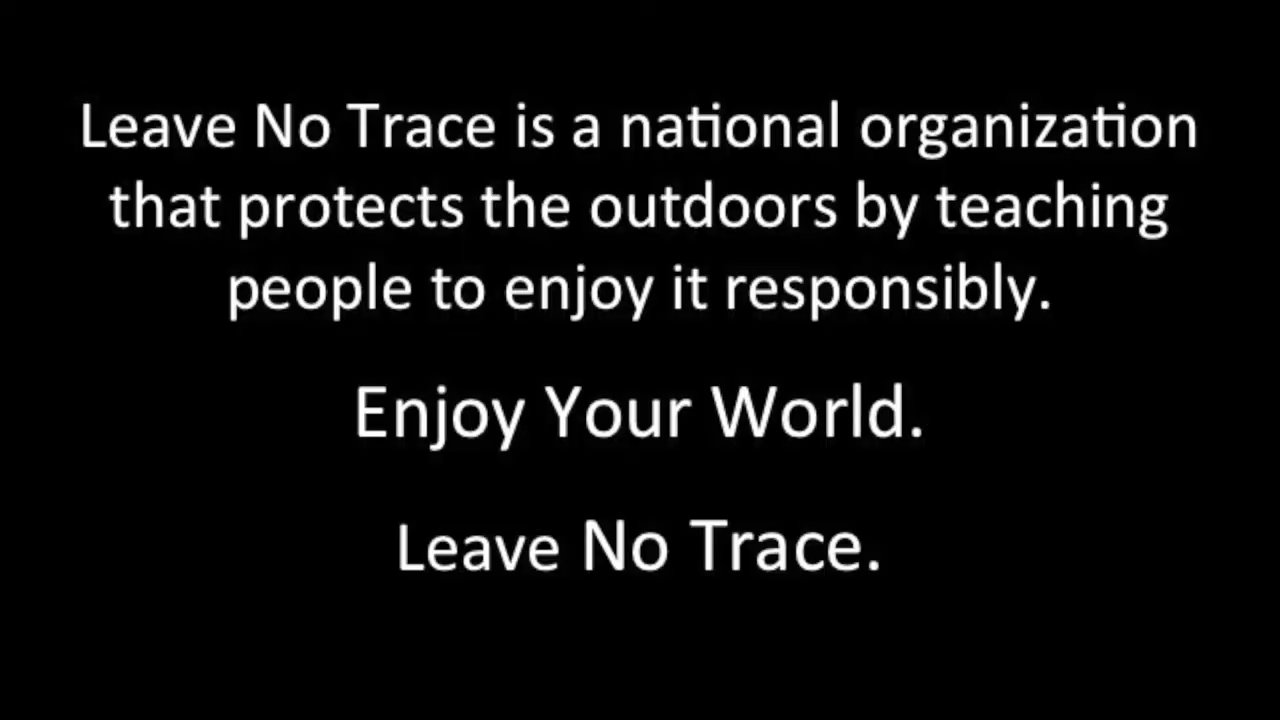 Leave No Trace is a national organization
that protects the outdoors by teaching
people to enjoy it responsibly.
Enjoy Your World.
Leave No Trace.